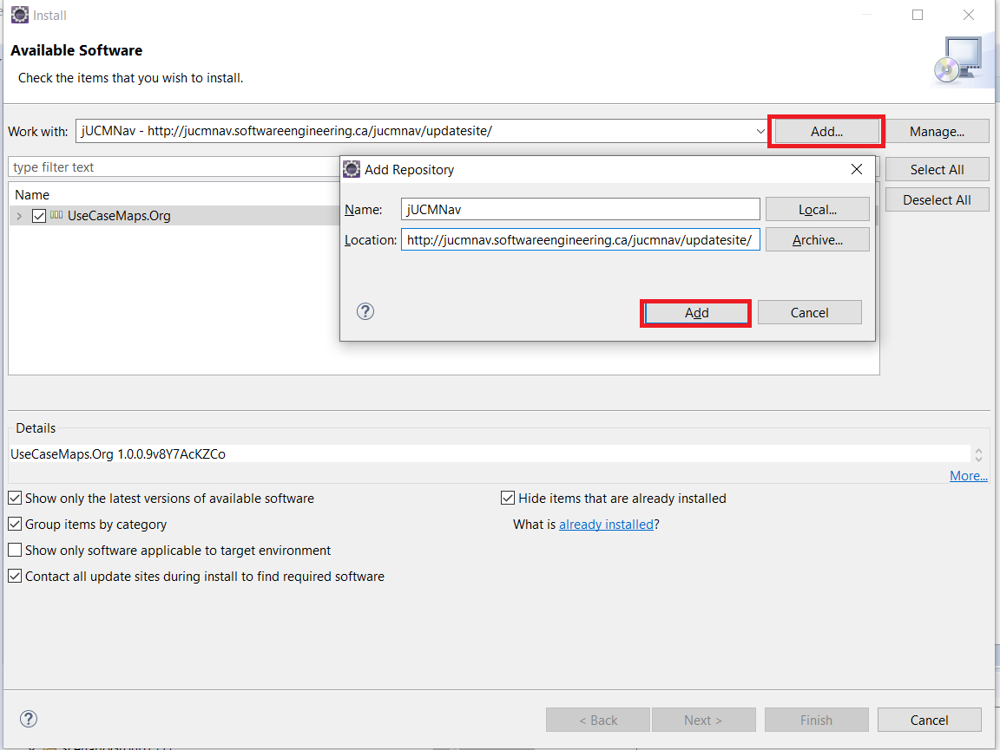 Install
Available Software
Check the items that you wish to install.
Work with: jUCMNav - http://jucmnav.softwareengineering.ca/jucmnav/updatesite/ Add... Manage...
type filter text
Select All
Name
Deselect All
UseCaseMaps.Org
Add Repository
Name: jUCMNav Local...
Location: http://jucmnav.softwareengineering.ca/jucmnav/updatesite/ Archive...
Add Cancel
Details
UseCaseMaps.Org 1.0.0.9v8Y7AcKZCo
More...
Show only the latest versions of available software Hide items that are already installed
Group items by category What is already installed?
Show only software applicable to target environment
Contact all update sites during install to find required software
< Back Next > Finish Cancel